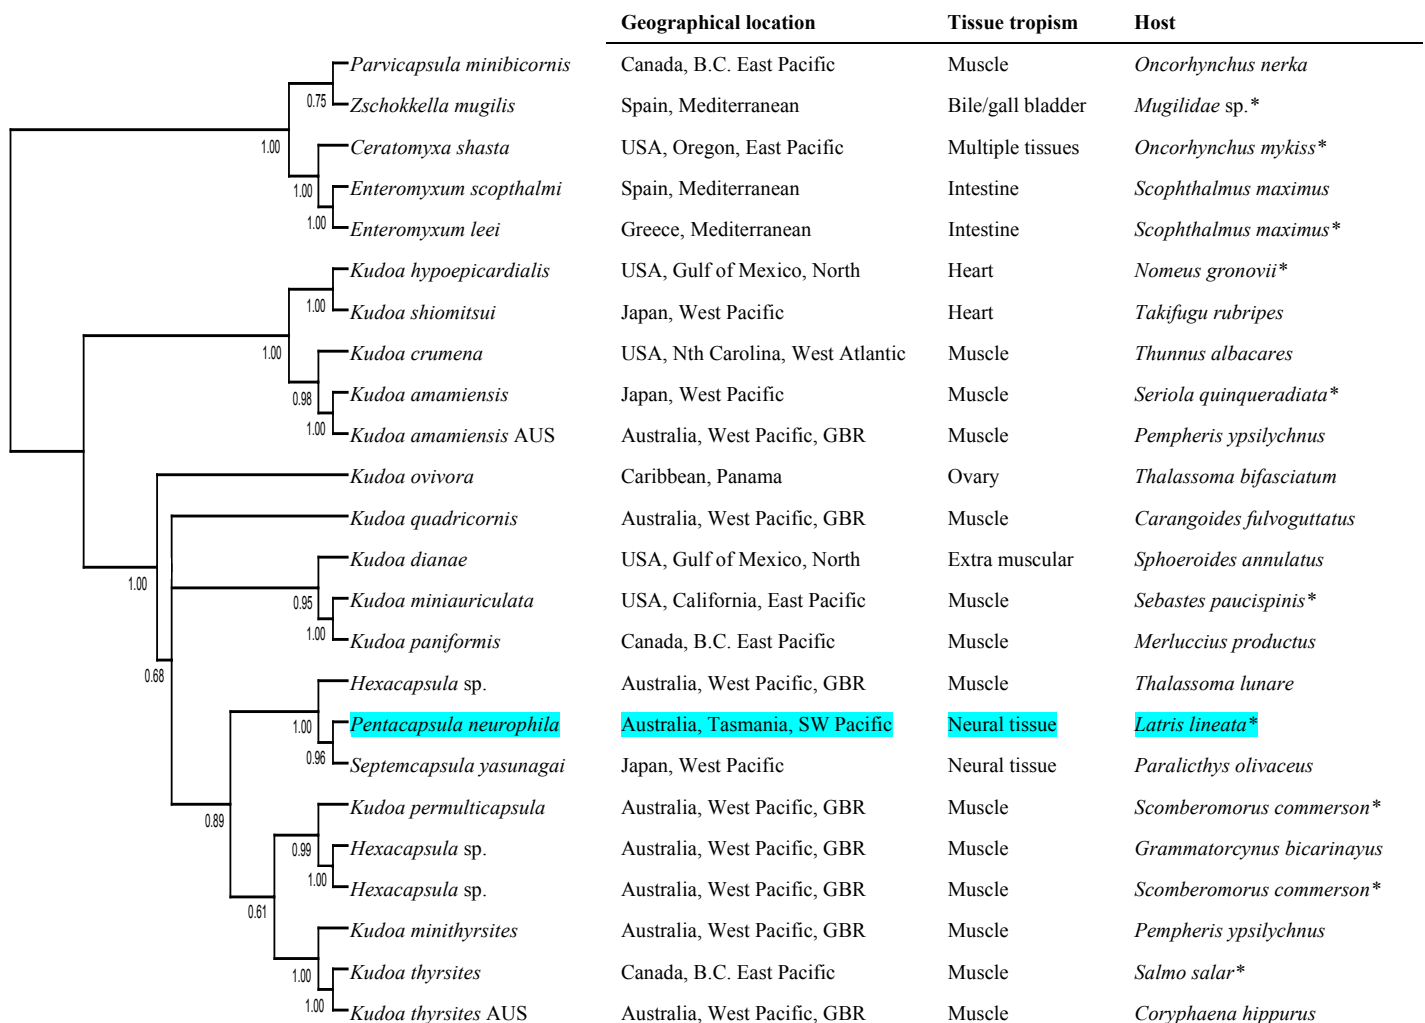 Geographical location Tissue tropism Host
Parvicapsula minibicornis Canada, B.C. East Pacific Muscle Oncorhynchus nerka
0.75 Zschokkella mugilis Spain, Mediterranean Bile/gall bladder Mugilidae sp.*
1.00 Ceratomyxa shasta USA, Oregon, East Pacific Multiple tissues Oncorhynchus mykiss*
1.00 Enteromyxum scopthalmi Spain, Mediterranean Intestine Scophthalmus maximus
1.00 Enteromyxum leei Greece, Mediterranean Intestine Scophthalmus maximus*
Kudoa hypoepicardialis USA, Gulf of Mexico, North Heart Nomeus gronovii*
1.00 Kudoa shiomitsui Japan, West Pacific Heart Takifugu rubripes
1.00 Kudoa crumena USA, Nth Carolina, West Atlantic Muscle Thunnus albacares
0.98 Kudoa amamiensis Japan, West Pacific Muscle Seriola quinqueradiata*
1.00 Kudoa amamiensis AUS Australia, West Pacific, GBR Muscle Pempheris ypsilychnus
Kudoa ovivora Caribbean, Panama Ovary Thalassoma bifasciatum
Kudoa quadricornis Australia, West Pacific, GBR Muscle Carangoides fulvoguttatus
1.00 Kudoa dianae USA, Gulf of Mexico, North Extra muscular Sphoeroides annulatus
0.95 Kudoa miniauriculata USA, California, East Pacific Muscle Sebastes paucispinis*
1.00 Kudoa paniformis Canada, B.C. East Pacific Muscle Merluccius productus
0.68 Hexacapsula sp. Australia, West Pacific, GBR Muscle Thalassoma lunare
1.00 Pentacapsula neurophila Australia, Tasmania, SW Pacific Neural tissue Latris lineata*
0.96 Septemcapsula yasunagai Japan, West Pacific Neural tissue Paralicthys olivaceus
0.89 Kudoa permulticapsula Australia, West Pacific, GBR Muscle Scomberomorus commerson*
0.99 Hexacapsula sp. Australia, West Pacific, GBR Muscle Grammatorcynus bicarinayus
1.00 Hexacapsula sp. Australia, West Pacific, GBR Muscle Scomberomorus commerson*
0.61 Kudoa minithyrsites Australia, West Pacific, GBR Muscle Pempheris ypsilychnus
1.00 Kudoa thyrsites Canada, B.C. East Pacific Muscle Salmo salar*
1.00 Kudoa thyrsites AUS Australia, West Pacific, GBR Muscle Coryphaena hippurus